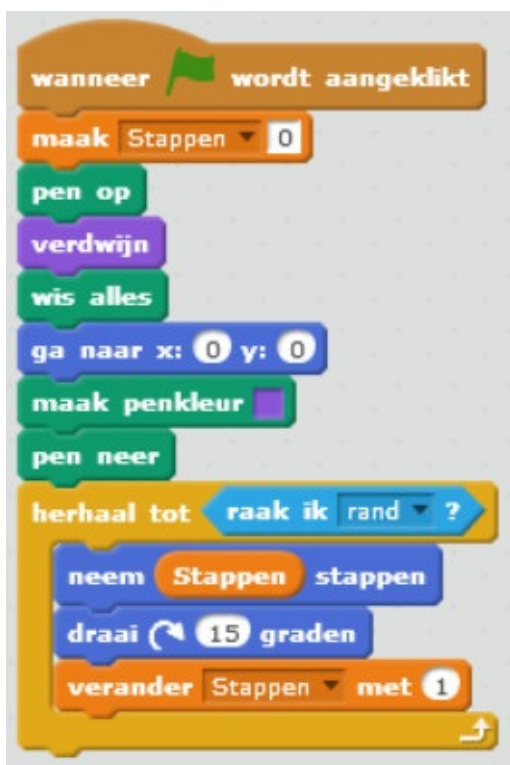 wanneer wordt aangeklikt
maak Stappen 0
pen op
verdwijn
wis alles
ga naar x: 0 y: 0
maak penkleur
pen neer
herhaal tot raak ik rand ?
neem Stappen stappen
draai 15 graden
verander Stappen met 1